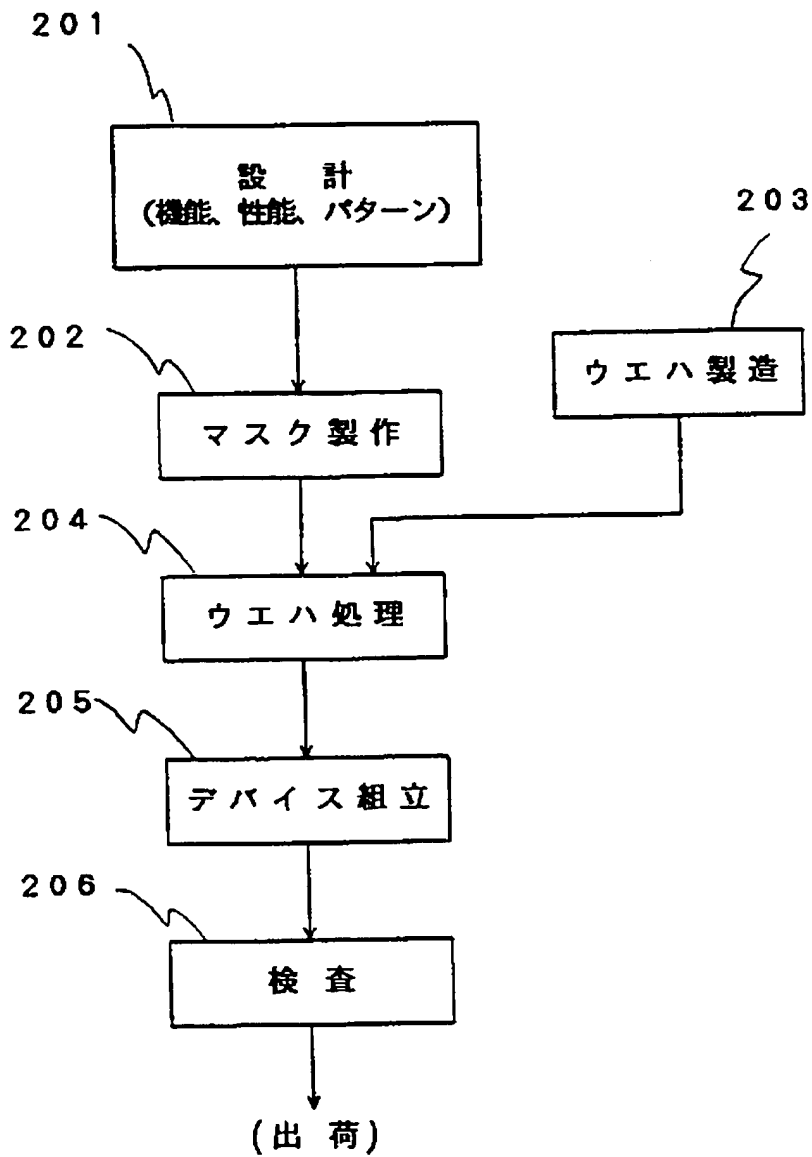 201
設計
(機能、性能、パターン)
203
202
ウエハ製造
マスク製作
204
ウエハ処理
205
デバイス組立
206
検査
(出荷)